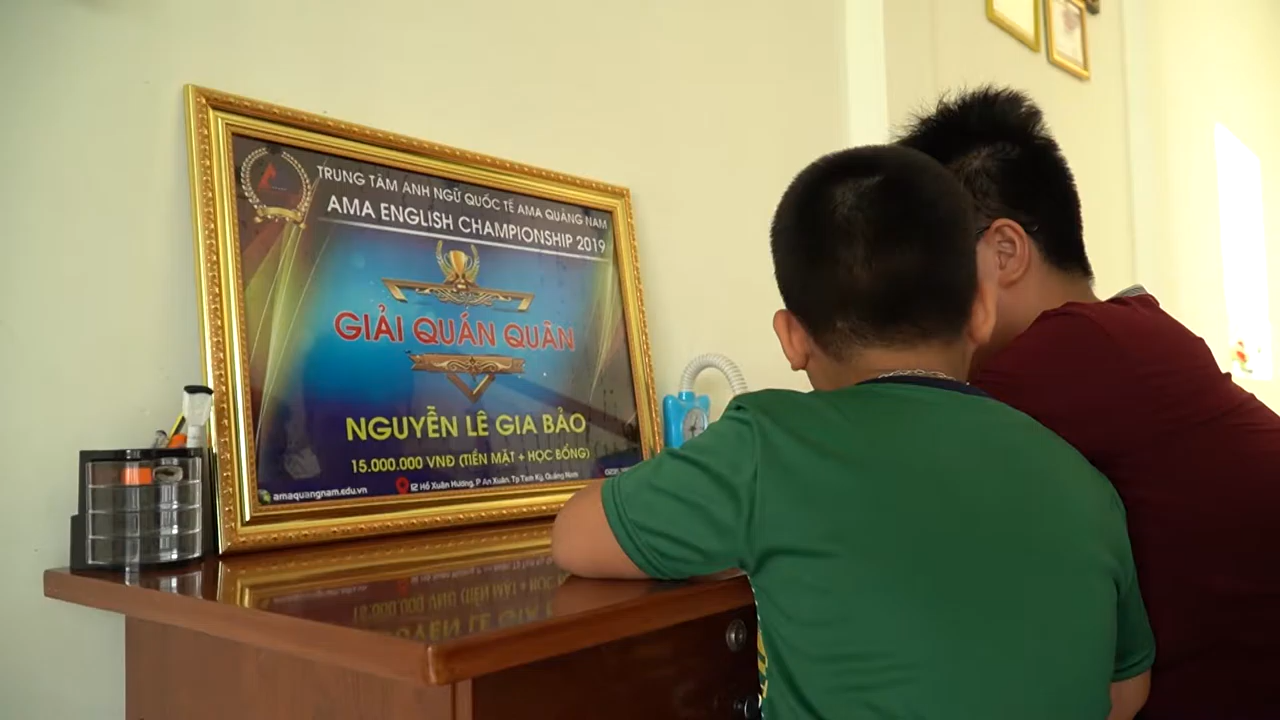 TRUNG TÂM ANH NGỮ QUỐC TẾ AMA QUẢNG NAM
AMA ENGLISH CHAMPIONSHIP 2019
GIẢI QUÁN QUÂN
NGUYỄN LÊ GIA BẢO
15.000.000 VNĐ (TIỀN MẶT + HỌC BỔNG)
amaquangnam.edu.vn
12 Hồ Xuân Hương, P An Xuân, Tp Tam Kỳ, Quảng Nam